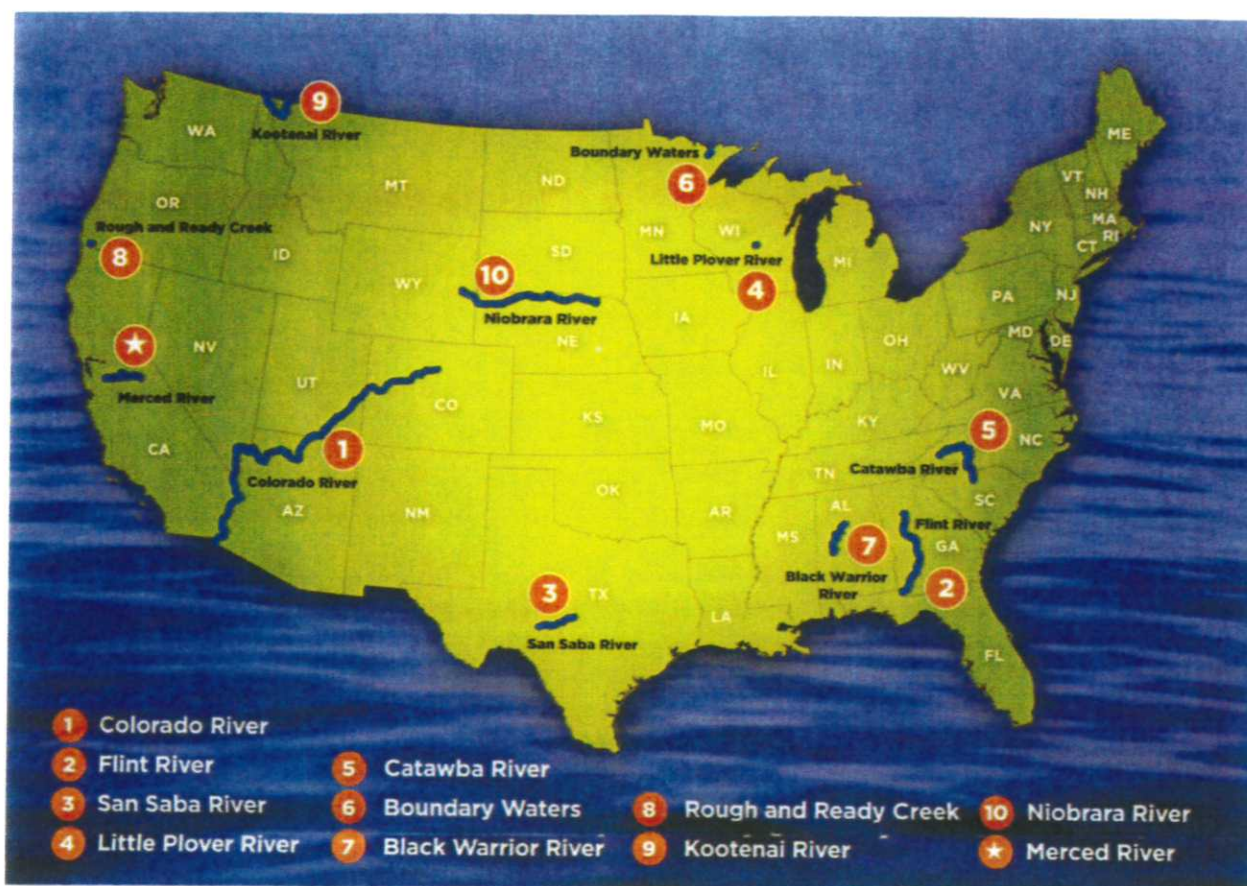 9
Kootenai River
WA
MT
ND
Boundary Waters
6
ME
VT
NH
MA
RI
CT
NY
OR
Rough and Ready Creek
8
ID
SD
10
WY
Niobrara River
NE
MN
WI
Little Plover River
4
MI
IA
PA
NJ
MD
DE
OH
WV
VA
IN
IL
Merced River
NV
UT
CO
KS
MO
KY
CA
1
Colorado River
5
NC
Catawba River
TN
SC
AZ
NM
OK
AR
AL
Flint River
GA
MS
7
Black Warrior
River
2
3
TX
San Saba River
LA
FL
1 Colorado River
2 Flint River
3 San Saba River
4 Little Plover River
5 Catawba River
6 Boundary Waters
7 Black Warrior River
8 Rough and Ready Creek
9 Kootenai River
10 Niobrara River
Merced River